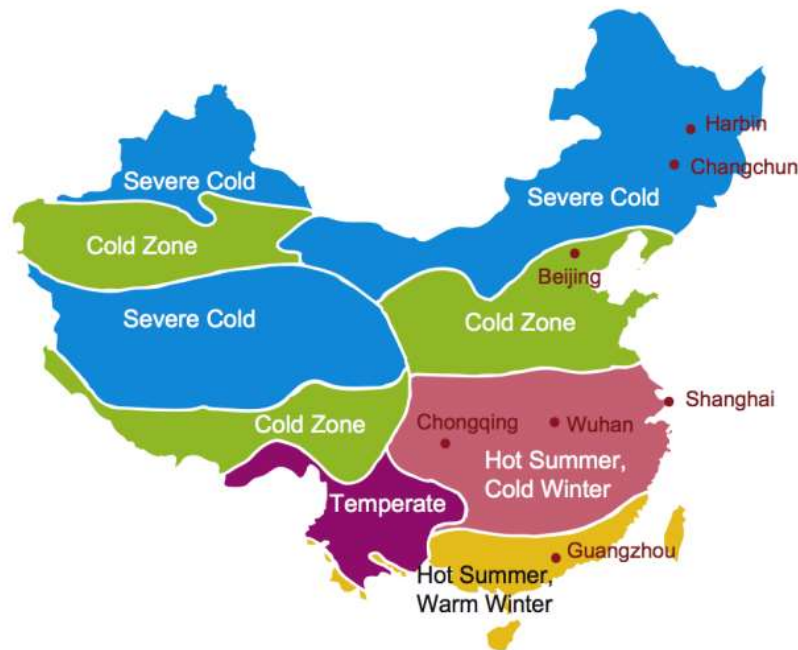 Harbin
Severe Cold
Changchun
Severe Cold
Cold Zone
Beijing
Severe Cold
Cold Zone
Shanghai
Cold Zone
Chongqing
Wuhan
Hot Summer,
Cold Winter
Temperate
Guangzhou
Hot Summer,
Warm Winter